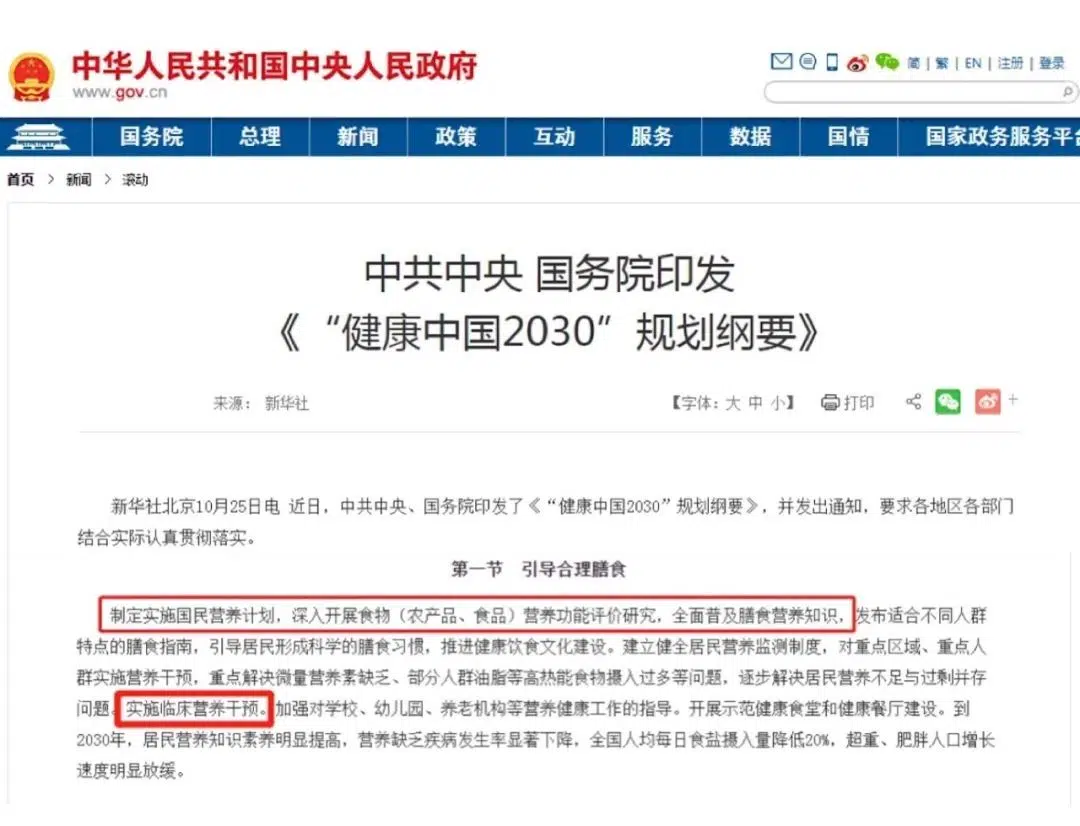 中华人民共和国中央人民政府
www.gov.cn
简 | 繁 | EN | 注册 | 登录
国务院 总理 新闻 政策 互动 服务 数据 国情 国家政务服务平台
首页 > 新闻 > 滚动
中共中央 国务院印发
《“健康中国2030”规划纲要》
来源： 新华社 【字体：大 中 小】 打印
新华社北京10月25日电 近日，中共中央、国务院印发了《“健康中国2030”规划纲要》，并发出通知，要求各地区各部门
结合实际认真贯彻落实。
第一节 引导合理膳食
制定实施国民营养计划，深入开展食物（农产品、食品）营养功能评价研究，全面普及膳食营养知识，发布适合不同人群
特点的膳食指南，引导居民形成科学的膳食习惯，推进健康饮食文化建设。建立健全居民营养监测制度，对重点区域、重点人
群实施营养干预，重点解决微量营养素缺乏、部分人群油脂等高热能食物摄入过多等问题，逐步解决居民营养不足与过剩并存
问题。实施临床营养干预。加强对学校、幼儿园、养老机构等营养健康工作的指导。开展示范健康食堂和健康餐厅建设。到
2030年，居民营养知识素养明显提高，营养缺乏疾病发生率显著下降，全国人均每日食盐摄入量降低20%，超重、肥胖人口增长
速度明显放缓。